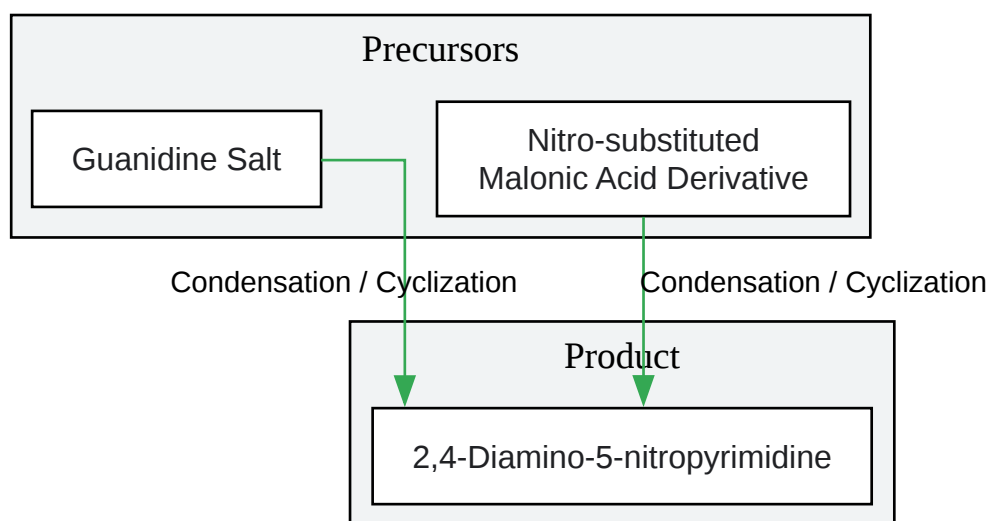 Precursors
Guanidine Salt
Nitro-substituted
Malonic Acid Derivative
Condensation / Cyclization
Condensation / Cyclization
Product
2,4-Diamino-5-nitropyrimidine